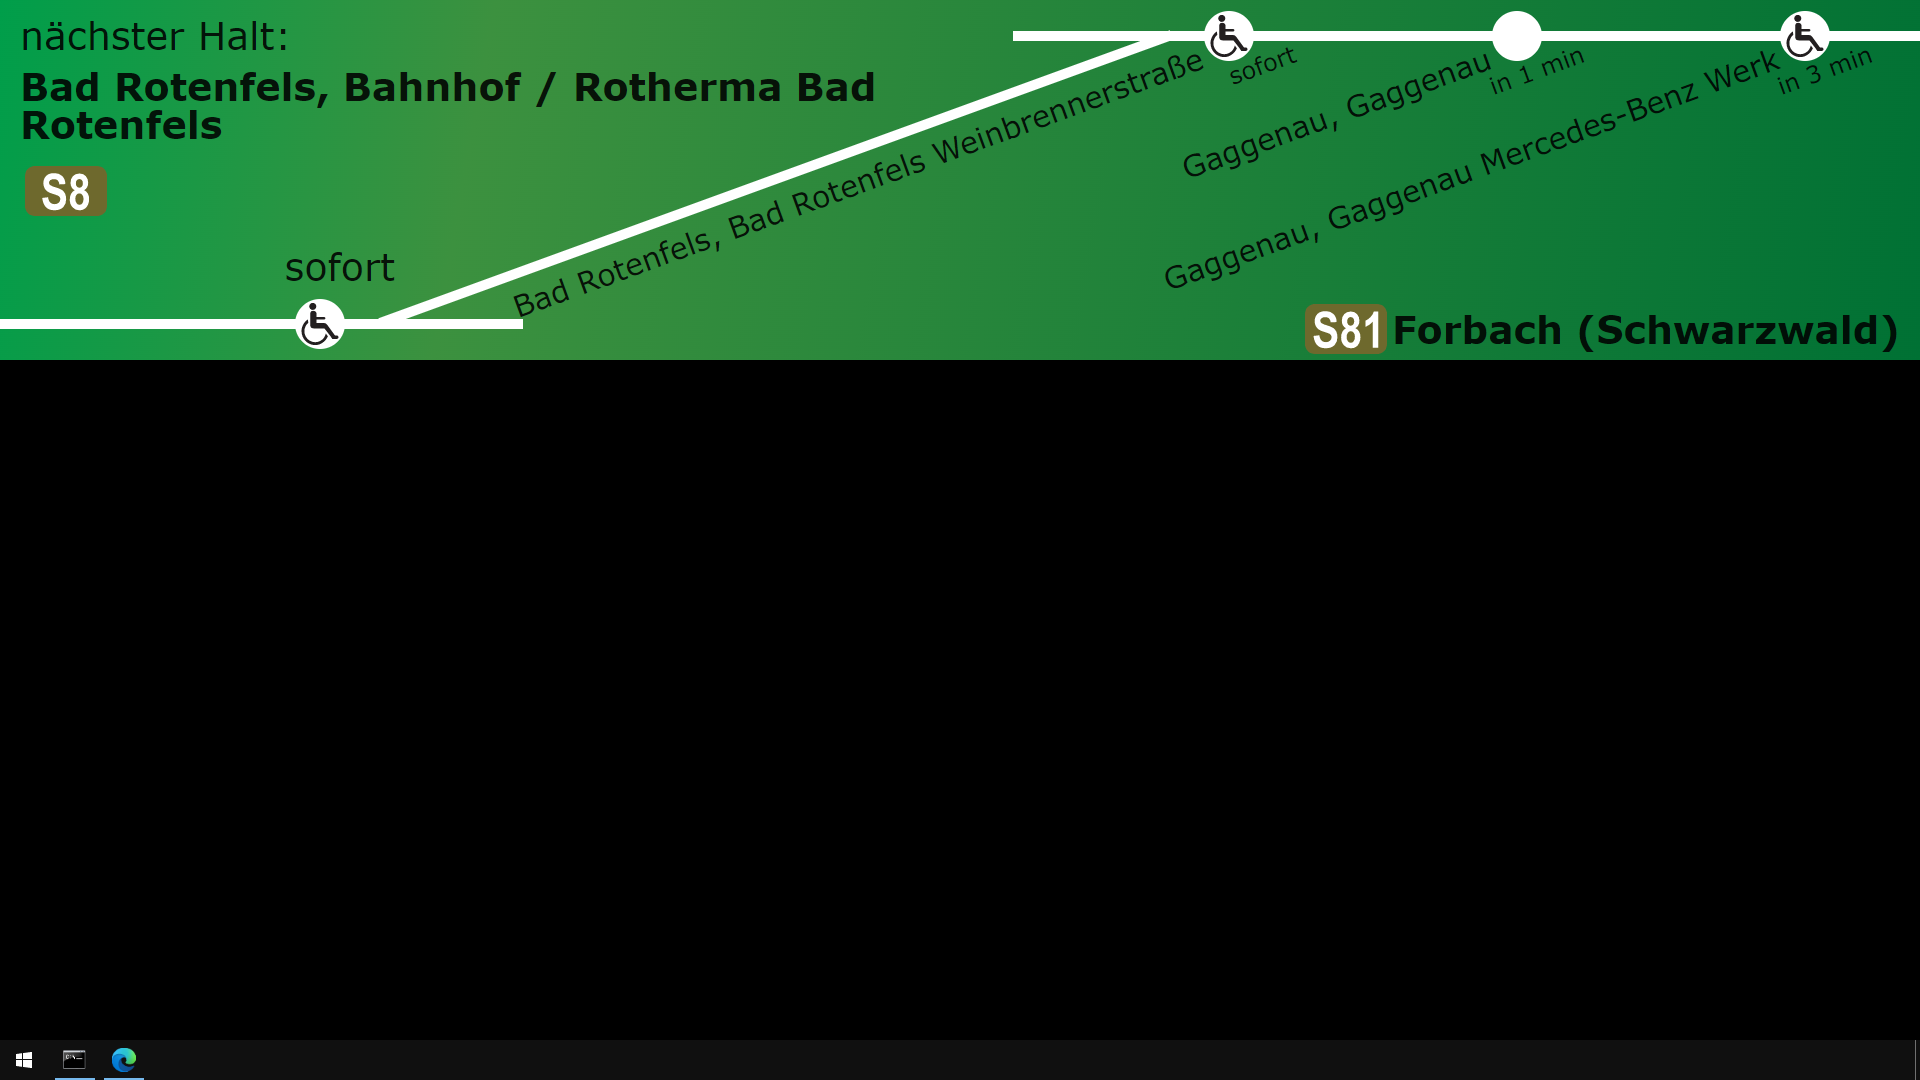 nächster Halt:
Bad Rotenfels, Bahnhof / Rotherma Bad
Rotenfels
S8
sofort
Bad Rotenfels, Bad Rotenfels Weinbrennerstraße
sofort
Gaggenau, Gaggenau
in 1 min
Gaggenau, Gaggenau Mercedes-Benz Werk
in 3 min
S81 Forbach (Schwarzwald)